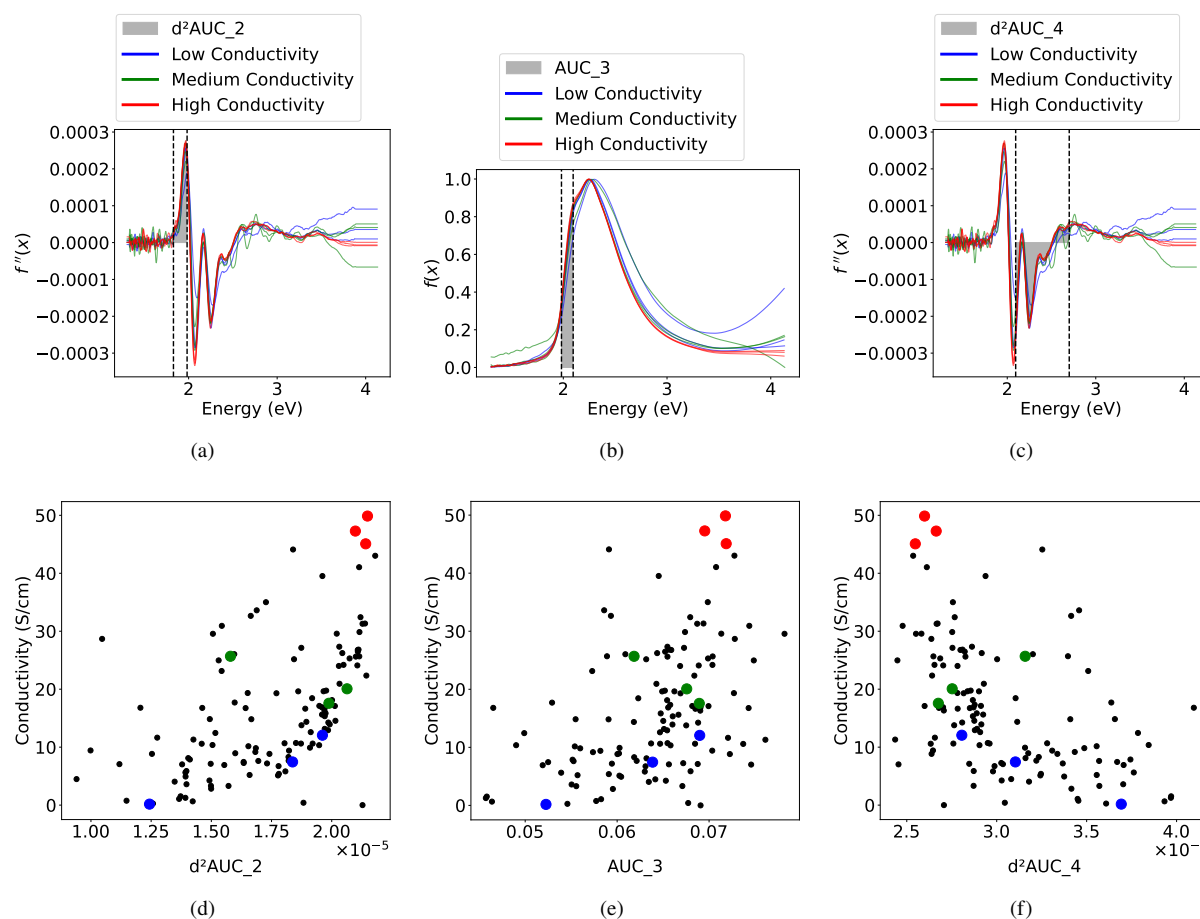 d²AUC_2
Low Conductivity
Medium Conductivity
High Conductivity
0.0003
0.0002
0.0001
0.0000
−0.0001
−0.0002
−0.0003
f ″(x)
2 3 4
Energy (eV)
(a)
AUC_3
Low Conductivity
Medium Conductivity
High Conductivity
1.0
0.8
0.6
0.4
0.2
0.0
f(x)
2 3 4
Energy (eV)
(b)
d²AUC_4
Low Conductivity
Medium Conductivity
High Conductivity
0.0003
0.0002
0.0001
0.0000
−0.0001
−0.0002
−0.0003
f ″(x)
2 3 4
Energy (eV)
(c)
50
40
30
20
10
0
Conductivity (S/cm)
1.00 1.25 1.50 1.75 2.00
×10⁻⁵
d²AUC_2
(d)
50
40
30
20
10
0
Conductivity (S/cm)
0.05 0.06 0.07
AUC_3
(e)
50
40
30
20
10
0
Conductivity (S/cm)
2.5 3.0 3.5 4.0
×10⁻
d²AUC_4
(f)